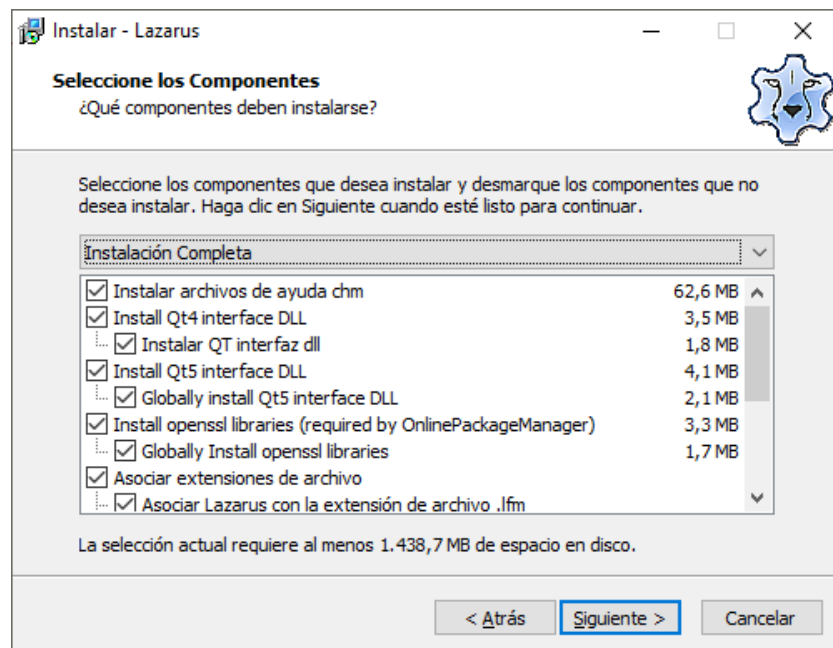 Instalar - Lazarus
Seleccione los Componentes
¿Qué componentes deben instalarse?
Seleccione los componentes que desea instalar y desmarque los componentes que no
desea instalar. Haga clic en Siguiente cuando esté listo para continuar.
Instalación Completa
Instalar archivos de ayuda chm 62,6 MB
Install Qt4 interface DLL 3,5 MB
Instalar QT interfaz dll 1,8 MB
Install Qt5 interface DLL 4,1 MB
Globally install Qt5 interface DLL 2,1 MB
Install openssl libraries (required by OnlinePackageManager) 3,3 MB
Globally Install openssl libraries 1,7 MB
Asociar extensiones de archivo
Asociar Lazarus con la extensión de archivo .lfm
La selección actual requiere al menos 1.438,7 MB de espacio en disco.
< Atrás Siguiente > Cancelar